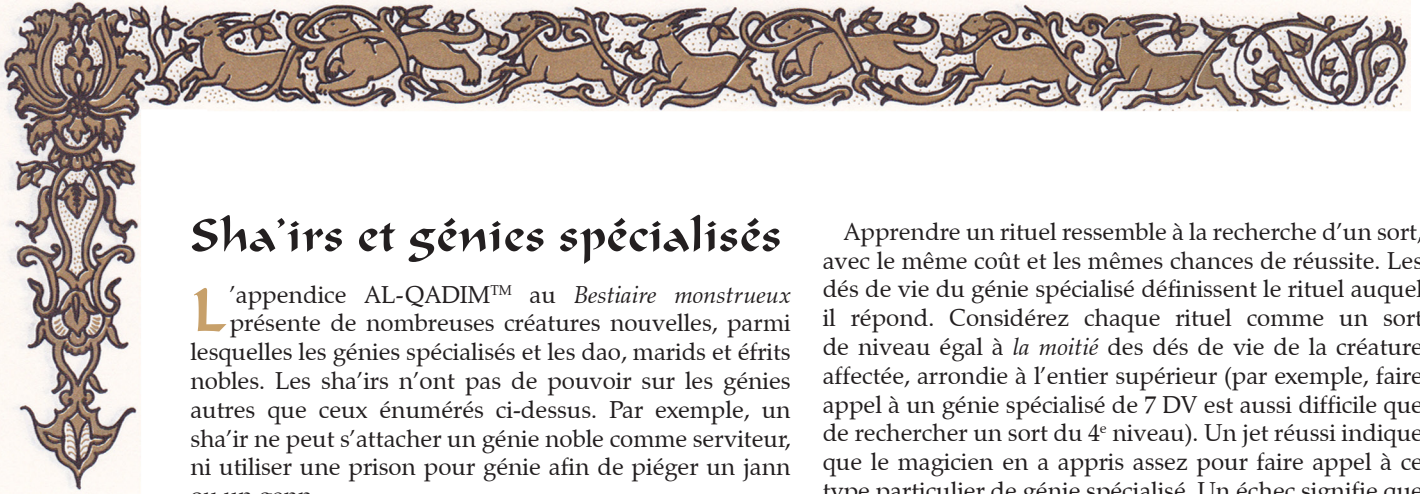 Sha’irs et génies spécialisés
L’appendice AL-QADIM™ au Bestiaire monstrueux
présente de nombreuses créatures nouvelles, parmi
lesquelles les génies spécialisés et les dao, marids et éfrits
nobles. Les sha’irs n’ont pas de pouvoir sur les génies
autres que ceux énumérés ci-dessus. Par exemple, un
sha’ir ne peut s’attacher un génie noble comme serviteur,
ni utiliser une prison pour génie afin de piéger un jann
ou un genn
Apprendre un rituel ressemble à la recherche d’un sort,
avec le même coût et les mêmes chances de réussite. Les
dés de vie du génie spécialisé définissent le rituel auquel
il répond. Considérez chaque rituel comme un sort
de niveau égal à la moitié des dés de vie de la créature
affectée, arrondie à l’entier supérieur (par exemple, faire
appel à un génie spécialisé de 7 DV est aussi difficile que
de rechercher un sort du 4e niveau). Un jet réussi indique
que le magicien en a appris assez pour faire appel à ce
type particulier de génie spécialisé. Un échec signifie que